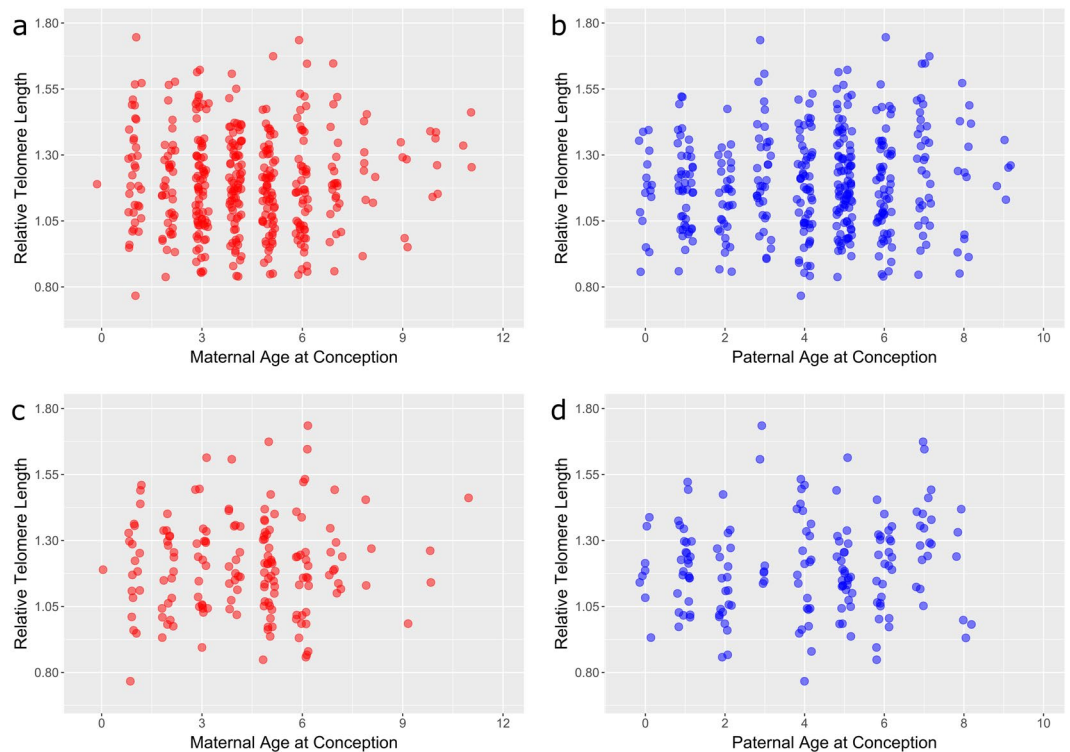 a
1.80
1.55
1.30
1.05
0.80
Relative Telomere Length
0 3 6 9 12
Maternal Age at Conception
b
1.80
1.55
1.30
1.05
0.80
Relative Telomere Length
0 2 4 6 8 10
Paternal Age at Conception
c
1.80
1.55
1.30
1.05
0.80
Relative Telomere Length
0 3 6 9 12
Maternal Age at Conception
d
1.80
1.55
1.30
1.05
0.80
Relative Telomere Length
0 2 4 6 8 10
Paternal Age at Conception